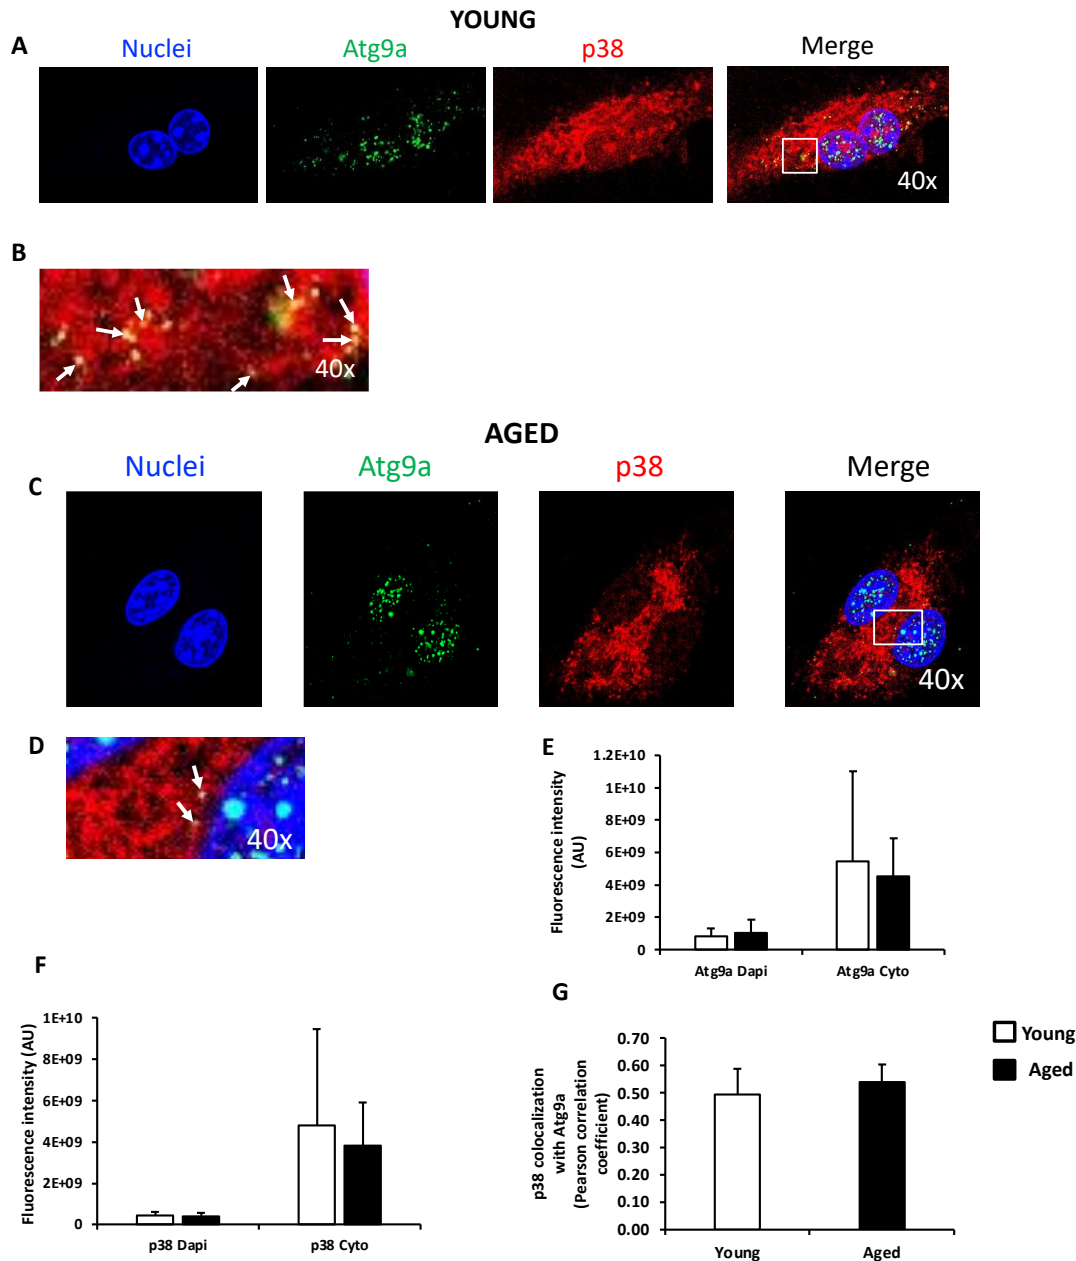 YOUNG
A
Nuclei
Atg9a
p38
Merge
40x
B
40x
AGED
Nuclei
Atg9a
p38
Merge
C
40x
D
40x
E
Fluorescence intensity
(AU)
1.2E+10
1E+10
8E+09
6E+09
4E+09
2E+09
0
Atg9a Dapi
Atg9a Cyto
F
Fluorescence intensity (AU)
1E+10
8E+09
6E+09
4E+09
2E+09
0
p38 Dapi
p38 Cyto
G
p38 colocalization
with Atg9a
(Pearson correlation
coefficient)
0.70
0.60
0.50
0.40
0.30
0.20
0.10
0.00
Young
Aged
Young
Aged